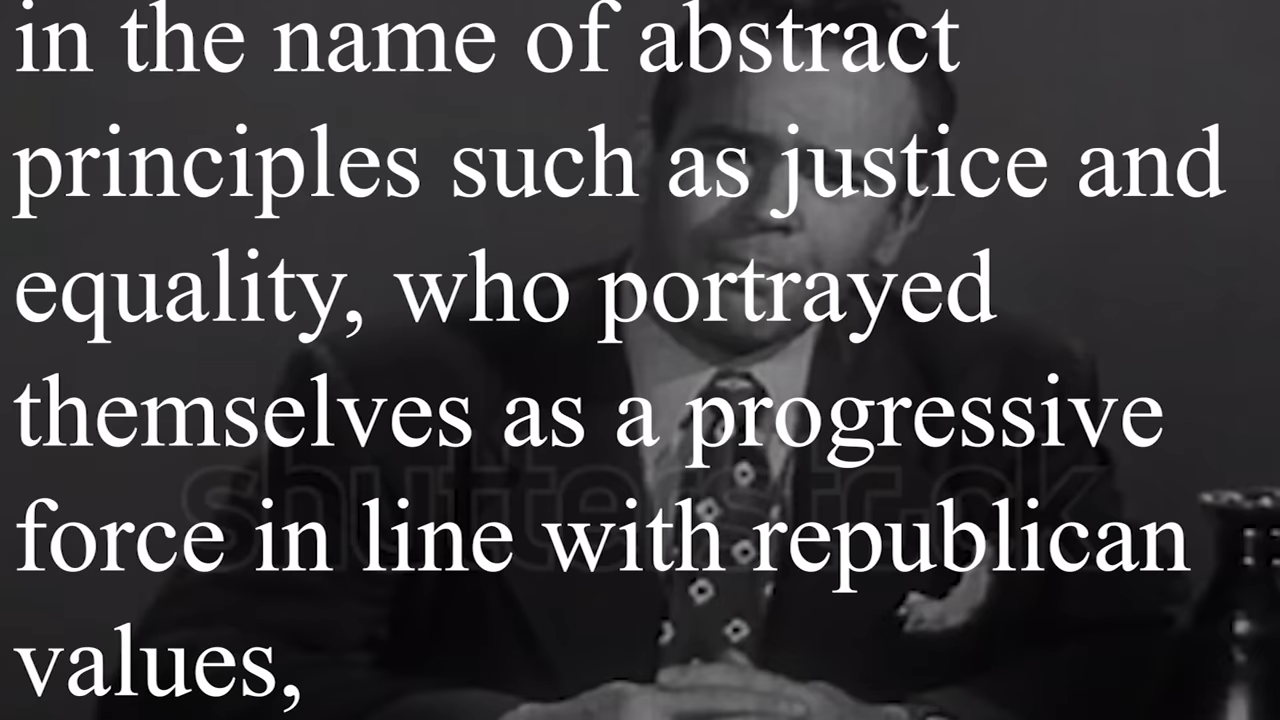 in the name of abstract
principles such as justice and
equality, who portrayed
themselves as a progressive
force in line with republican
values,
shutterstock